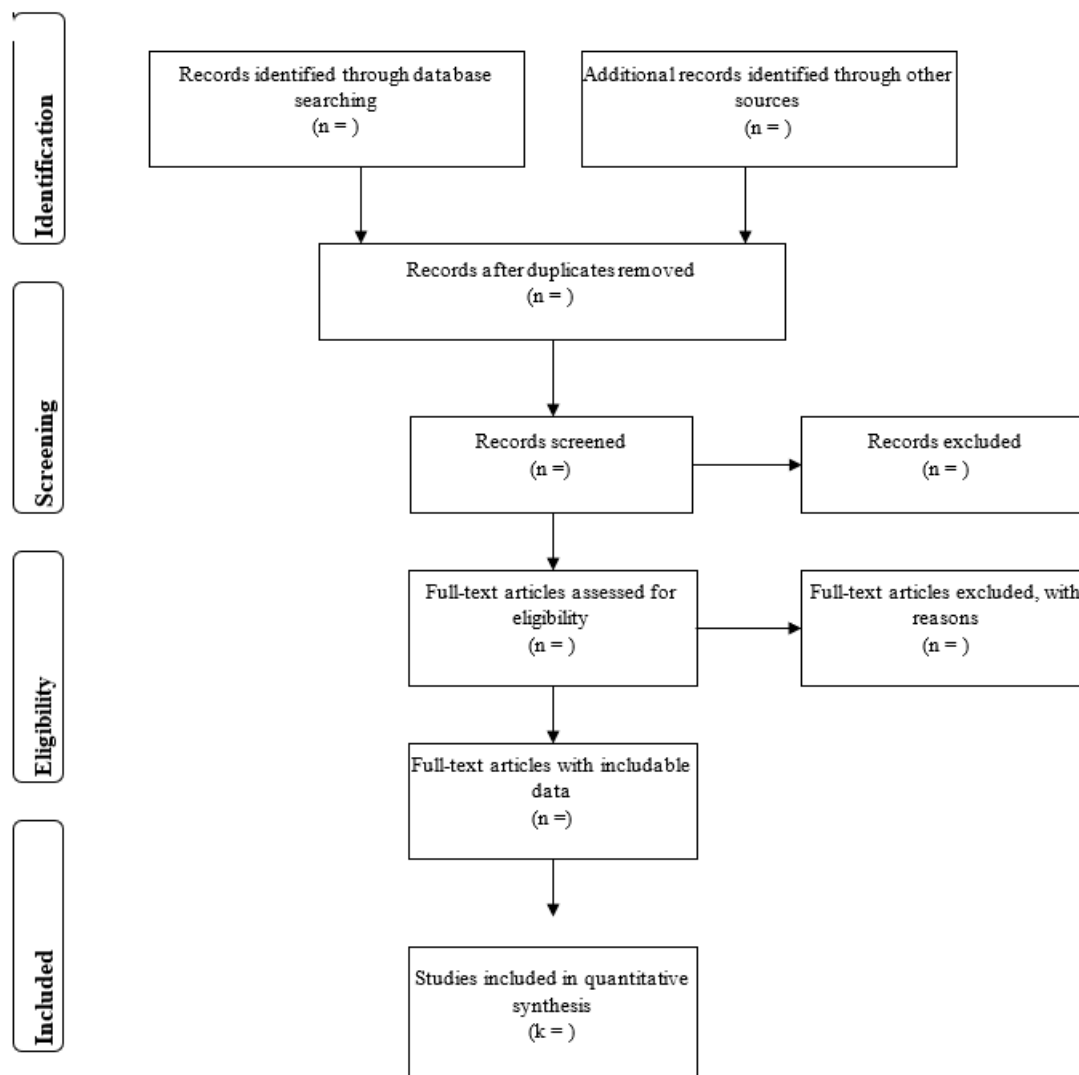 Identification
Records identified through database
searching
(n = )
Additional records identified through other
sources
(n = )
Records after duplicates removed
(n = )
Screening
Records screened
(n =)
Records excluded
(n = )
Eligibility
Full-text articles assessed for
eligibility
(n = )
Full-text articles excluded, with
reasons
(n = )
Full-text articles with includable
data
(n =)
Included
Studies included in quantitative
synthesis
(k = )